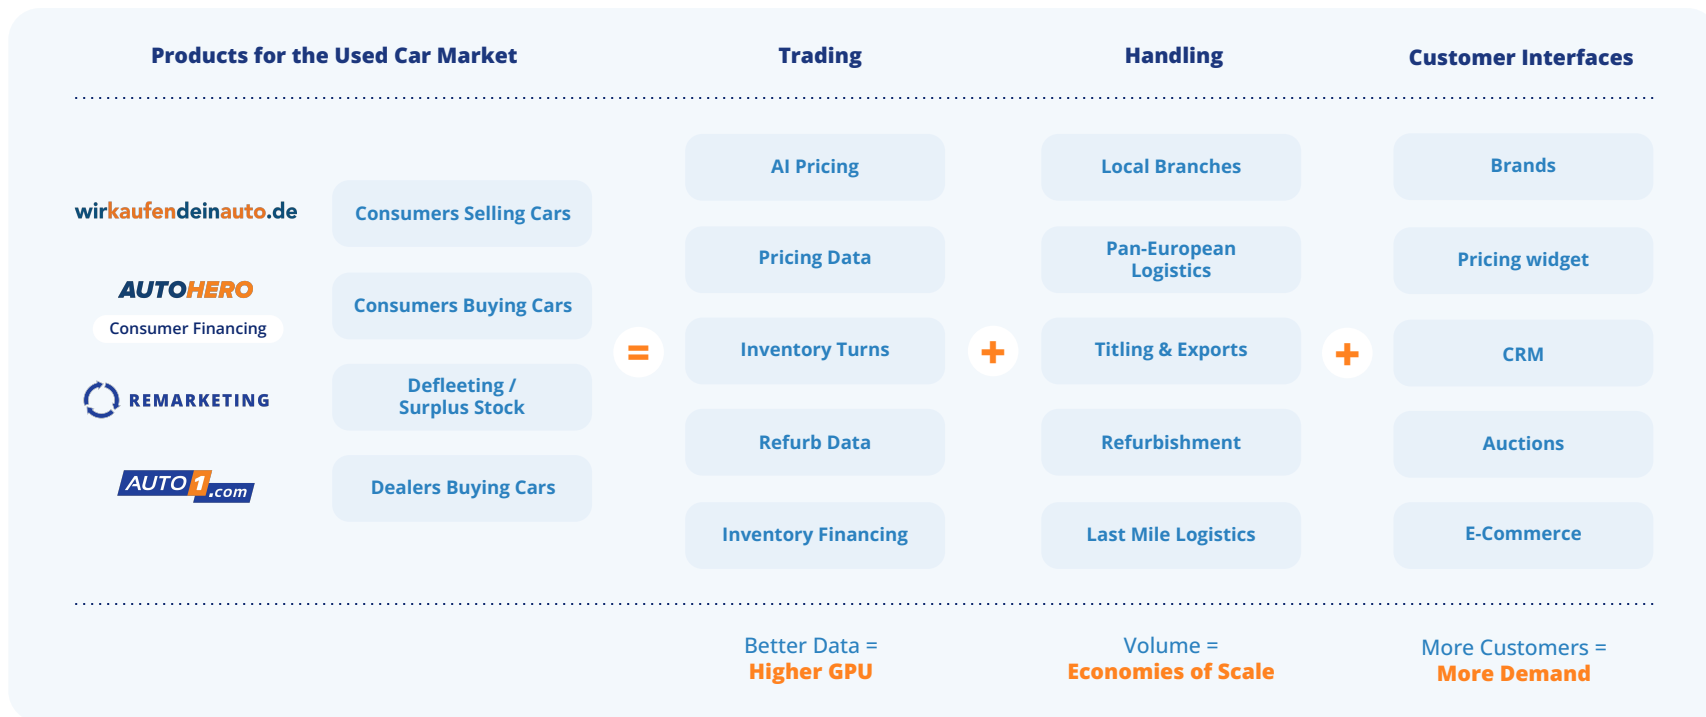 Products for the Used Car Market
Trading
Handling
Customer Interfaces
wirkaufendeinauto.de
Consumers Selling Cars
AUTOHERO
Consumer Financing
Consumers Buying Cars
REMARKETING
Defleeting /
Surplus Stock
AUTO1.com
Dealers Buying Cars
=
AI Pricing
Pricing Data
Inventory Turns
Refurb Data
Inventory Financing
+
Local Branches
Pan-European
Logistics
Titling & Exports
Refurbishment
Last Mile Logistics
+
Brands
Pricing widget
CRM
Auctions
E-Commerce
Better Data =
Higher GPU
Volume =
Economies of Scale
More Customers =
More Demand